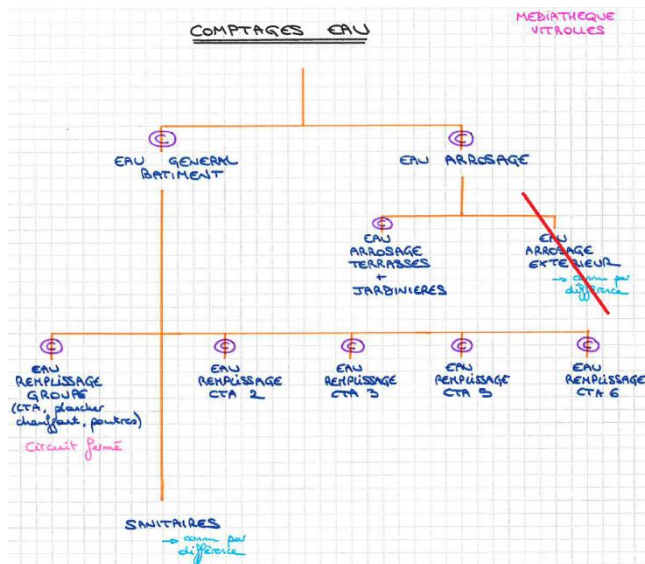 COMPTAGES EAU
MEDIATHEQUE
VITROLLES
C
EAU GENERAL
BATIMENT
C
EAU ARROSAGE
C
EAU
ARROSAGE
TERRASSES
+
JARDINIERES
EAU
ARROSAGE
EXTERIEUR
→ connu par
différence
C
EAU
REMPLISSAGE
GROUPE
(CTA, plancher
chauffant, poutres)
Circuit fermé
C
EAU
REMPLISSAGE
CTA 2
C
EAU
REMPLISSAGE
CTA 3
C
EAU
REMPLISSAGE
CTA 5
C
EAU
REMPLISSAGE
CTA 6
SANITAIRES
→ connu par
différence